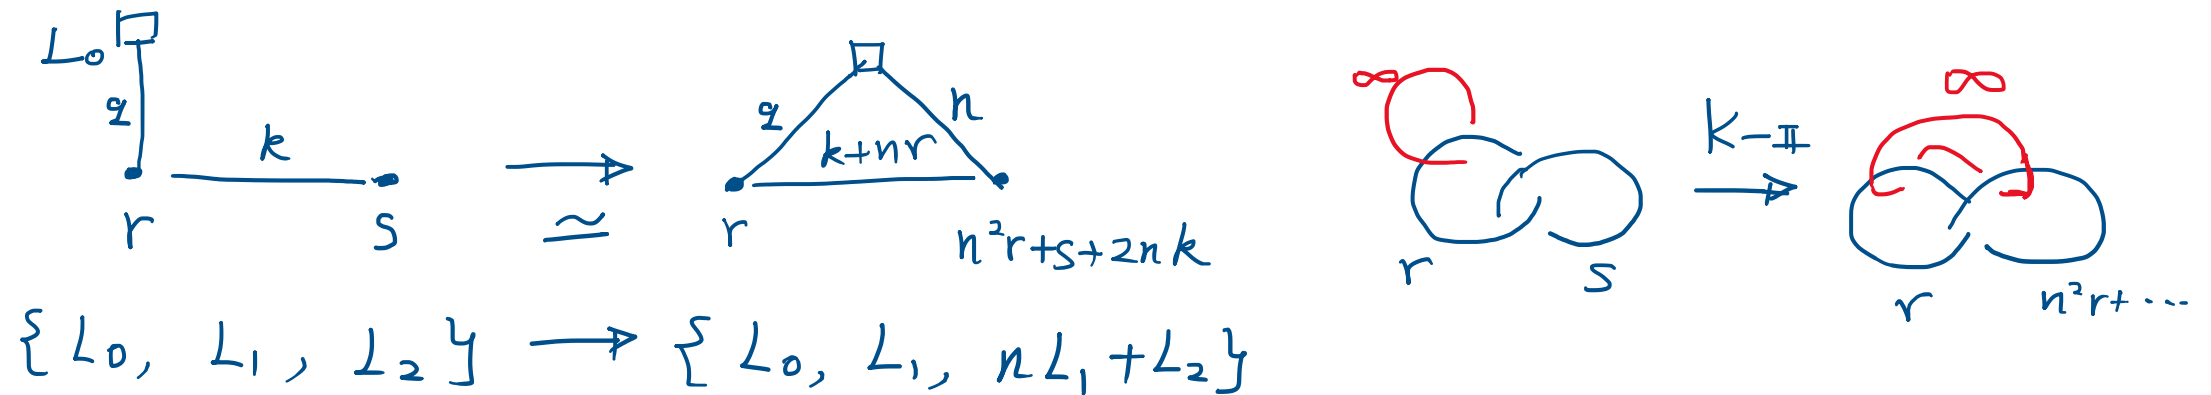 L₀
q
k
r
s
→
≃
q
n
k+nr
r
n²r+s+2nk
∞
r
s
K-II
→
∞
r
n²r+...
{L₀, L₁, L₂} → {L₀, L₁, nL₁+L₂}